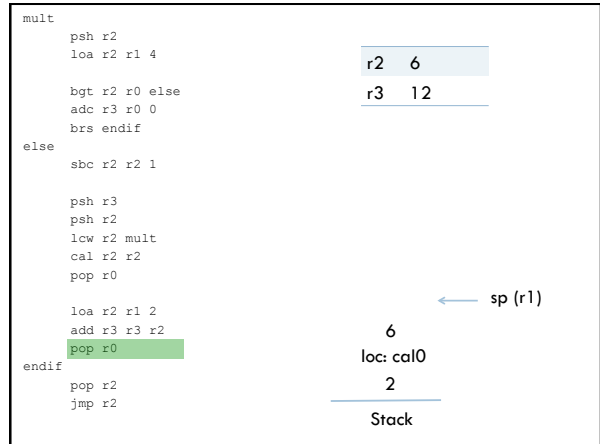 mult
psh r2
loa r2 r1 4
bgt r2 r0 else
adc r3 r0 0
brs endif
else
sbc r2 r2 1
psh r3
psh r2
lcw r2 mult
cal r2 r2
pop r0
loa r2 r1 2
add r3 r3 r2
pop r0
endif
pop r2
jmp r2
r2 6
r3 12
sp (r1)
6
loc: cal0
2
Stack